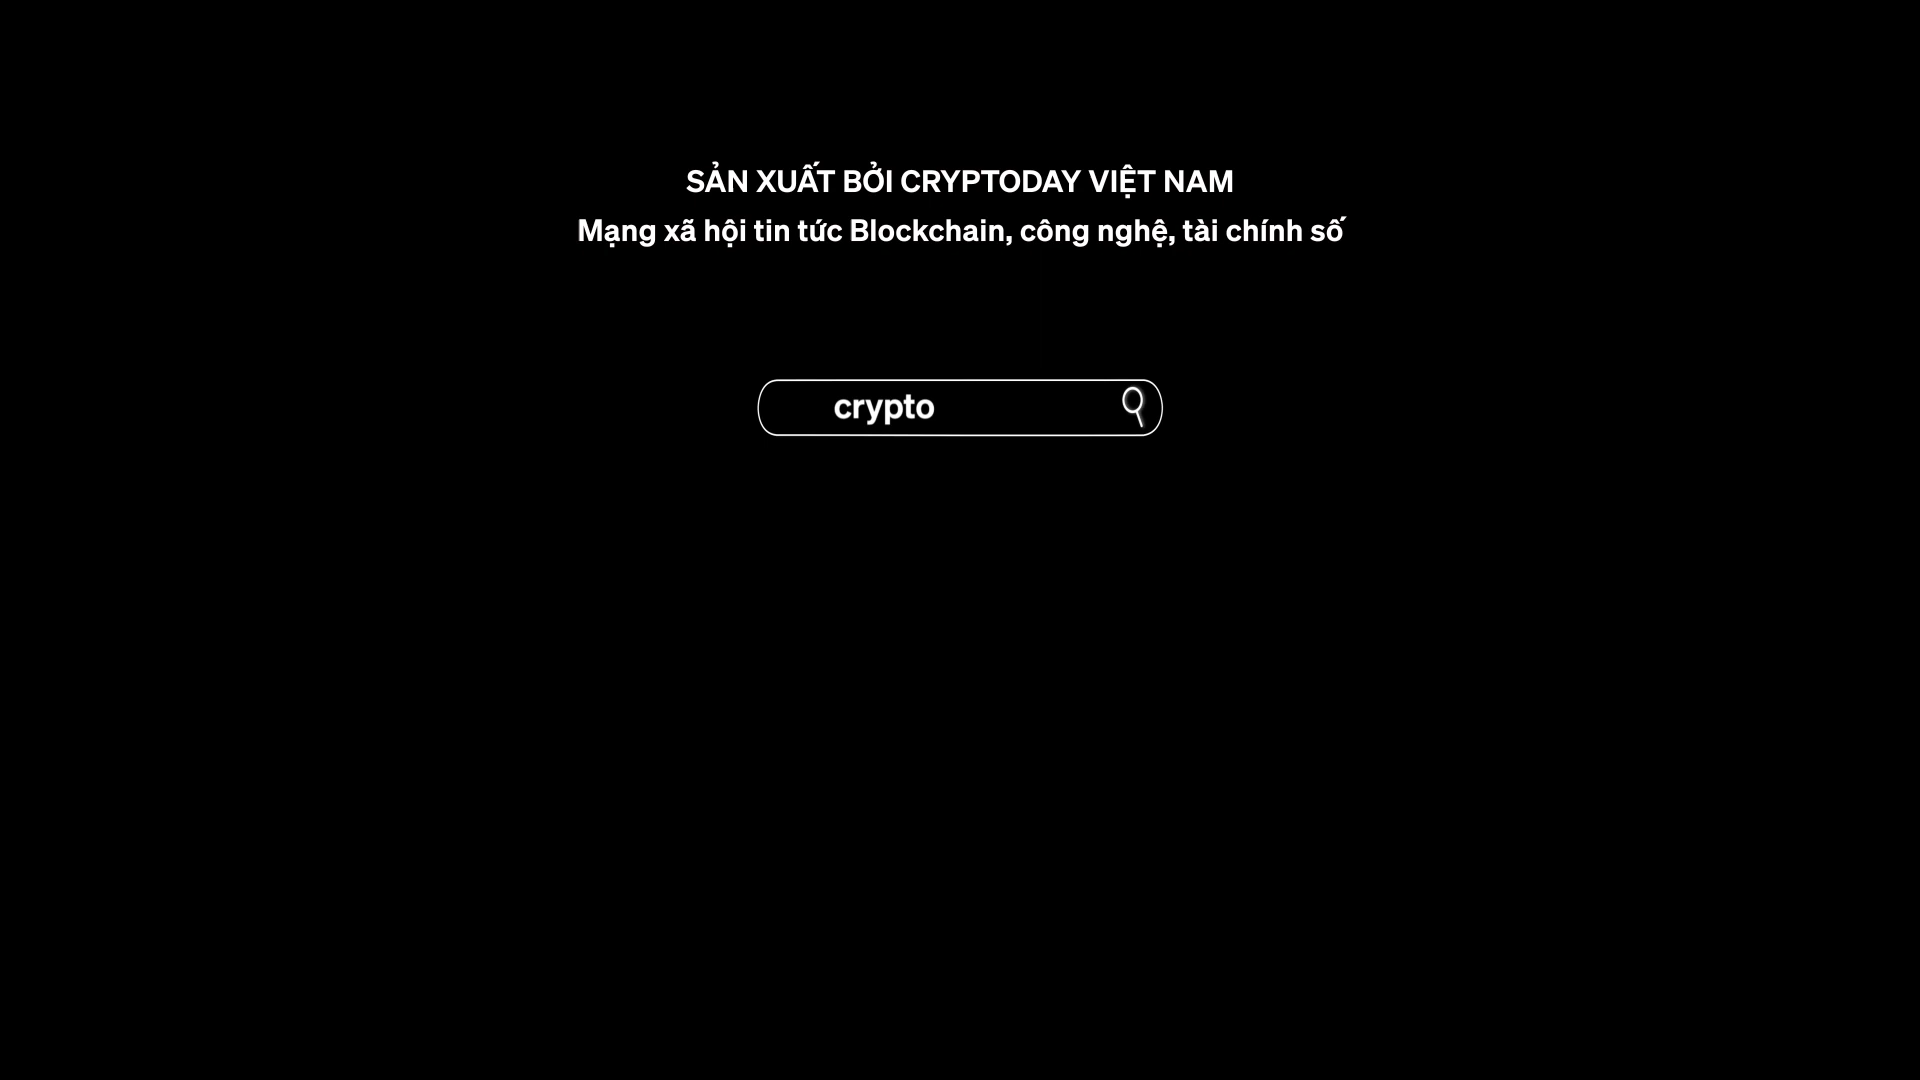 SẢN XUẤT BỞI CRYPTODAY VIỆT NAM
Mạng xã hội tin tức Blockchain, công nghệ, tài chính số
crypto